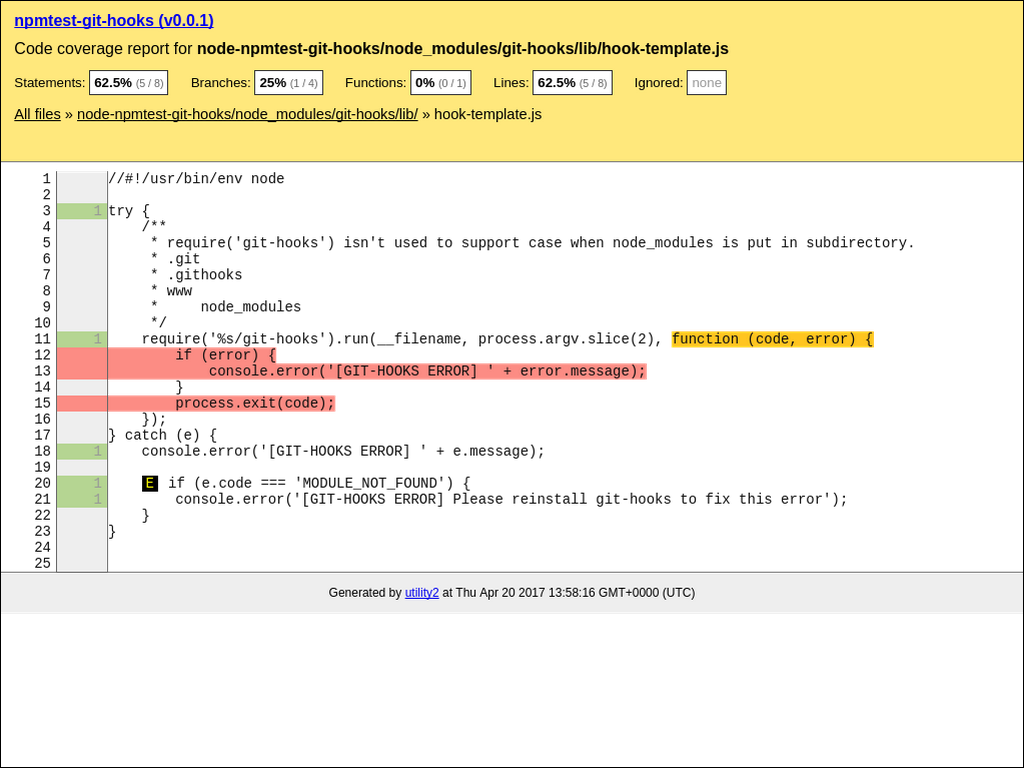 npmtest-git-hooks (v0.0.1)
Code coverage report for node-npmtest-git-hooks/node_modules/git-hooks/lib/hook-template.js
Statements: 62.5% (5 / 8) Branches: 25% (1 / 4) Functions: 0% (0 / 1) Lines: 62.5% (5 / 8) Ignored: none
All files » node-npmtest-git-hooks/node_modules/git-hooks/lib/ » hook-template.js
1 //#!/usr/bin/env node
2
3 1 try {
4     /**
5      * require('git-hooks') isn't used to support case when node_modules is put in subdirectory.
6      * .git
7      * .githooks
8      * www
9      *     node_modules
10      */
11 1     require('%s/git-hooks').run(__filename, process.argv.slice(2), function (code, error) {
12         if (error) {
13             console.error('[GIT-HOOKS ERROR] ' + error.message);
14         }
15         process.exit(code);
16     });
17 } catch (e) {
18 1     console.error('[GIT-HOOKS ERROR] ' + e.message);
19
20 1     E if (e.code === 'MODULE_NOT_FOUND') {
21 1         console.error('[GIT-HOOKS ERROR] Please reinstall git-hooks to fix this error');
22     }
23 }
24
25
Generated by utility2 at Thu Apr 20 2017 13:58:16 GMT+0000 (UTC)